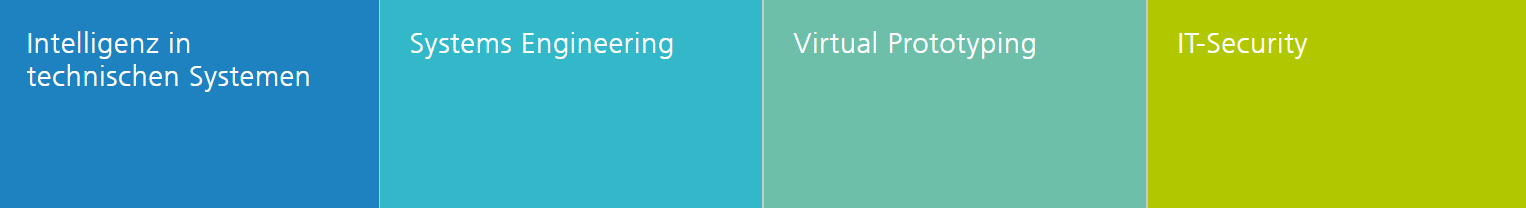 Intelligenz in
technischen Systemen
Systems Engineering
Virtual Prototyping
IT-Security